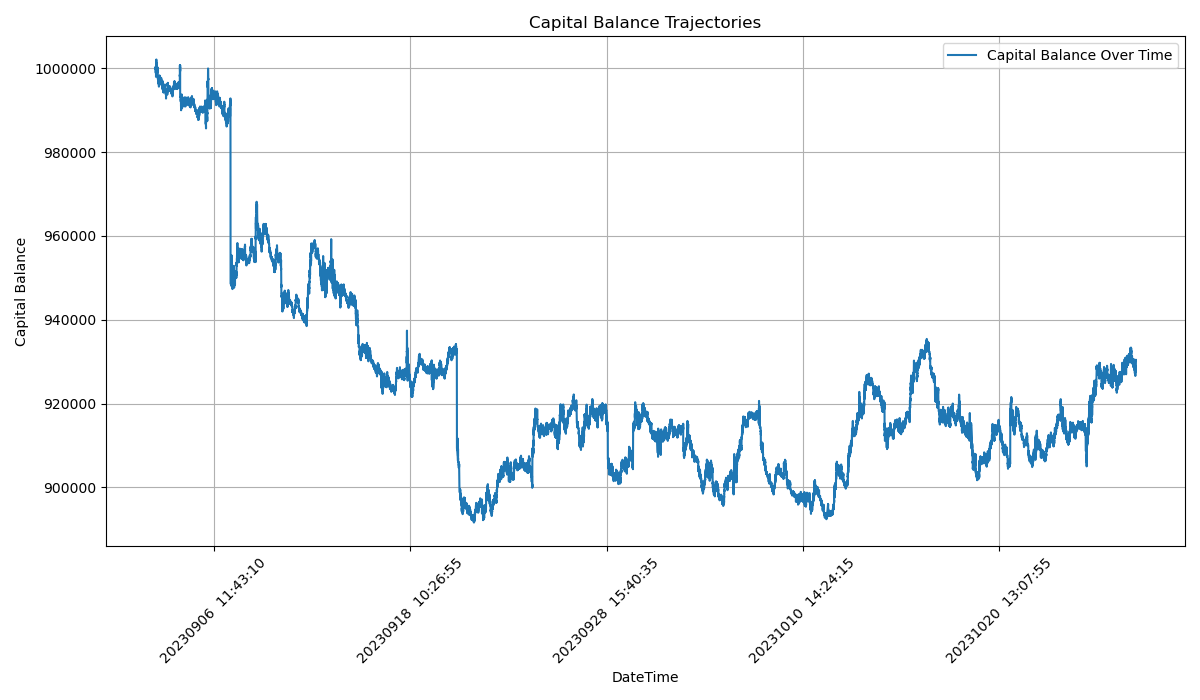 Capital Balance Trajectories
Capital Balance Over Time
1000000
980000
960000
940000
920000
900000
Capital Balance
20230906  11:43:10
20230918  10:26:55
20230928  15:40:35
20231010  14:24:15
20231020  13:07:55
DateTime